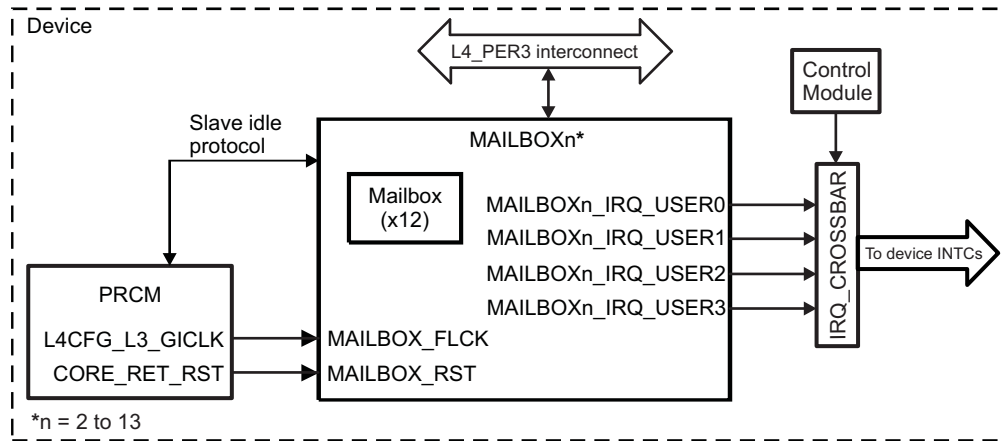 Device
L4_PER3 interconnect
Control
Module
Slave idle
protocol
MAILBOXn*
Mailbox
(x12)
MAILBOXn_IRQ_USER0
MAILBOXn_IRQ_USER1
MAILBOXn_IRQ_USER2
MAILBOXn_IRQ_USER3
IRQ_CROSSBAR
To device INTCs
PRCM
L4CFG_L3_GICLK
MAILBOX_FLCK
CORE_RET_RST
MAILBOX_RST
*n = 2 to 13